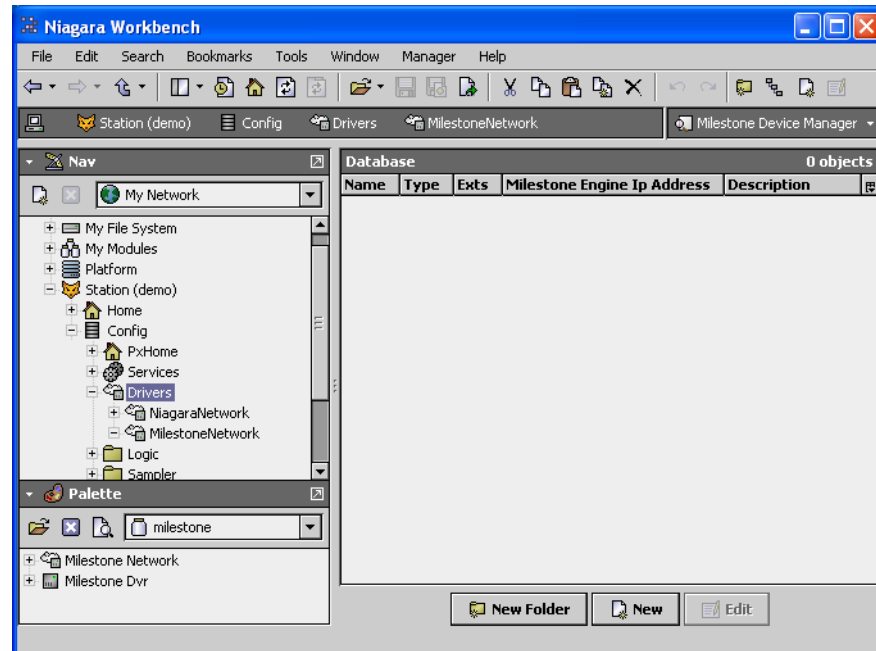 Niagara Workbench
File Edit Search Bookmarks Tools Window Manager Help
Station (demo) Config Drivers MilestoneNetwork Milestone Device Manager
Nav
My Network
My File System
My Modules
Platform
Station (demo)
Home
Config
PxHome
Services
Drivers
NiagaraNetwork
MilestoneNetwork
Logic
Sampler
Palette
milestone
Milestone Network
Milestone Dvr
Database 0 objects
Name Type Exts Milestone Engine Ip Address Description
New Folder New Edit